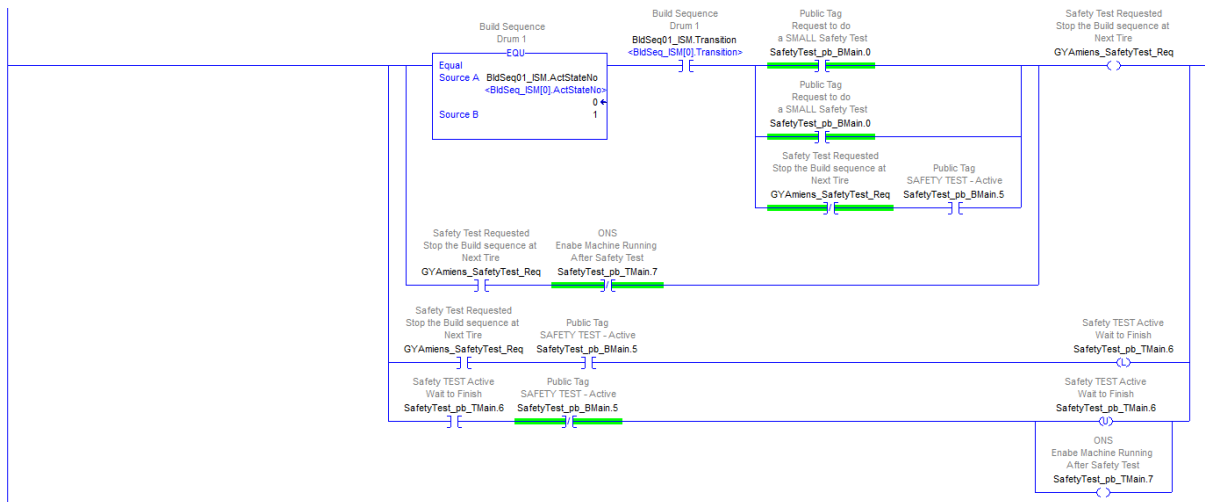 Build Sequence
Drum 1
EQU
Equal
Source A BldSeq01_ISM.ActStateNo
<BldSeq_ISM[0].ActStateNo>
0
Source B 1
Build Sequence
Drum 1
BldSeq01_ISM.Transition
<BldSeq_ISM[0].Transition>
Public Tag
Request to do
a SMALL Safety Test
SafetyTest_pb_BMain.0
Safety Test Requested
Stop the Build sequence at
Next Tire
GYAmiens_SafetyTest_Req
Public Tag
Request to do
a SMALL Safety Test
SafetyTest_pb_BMain.0
Safety Test Requested
Stop the Build sequence at
Next Tire
GYAmiens_SafetyTest_Req
Public Tag
SAFETY TEST - Active
SafetyTest_pb_BMain.5
Safety Test Requested
Stop the Build sequence at
Next Tire
GYAmiens_SafetyTest_Req
ONS
Enabe Machine Running
After Safety Test
SafetyTest_pb_TMain.7
Safety Test Requested
Stop the Build sequence at
Next Tire
GYAmiens_SafetyTest_Req
Public Tag
SAFETY TEST - Active
SafetyTest_pb_BMain.5
Safety TEST Active
Wait to Finish
SafetyTest_pb_TMain.6
L
Safety TEST Active
Wait to Finish
SafetyTest_pb_TMain.6
Public Tag
SAFETY TEST - Active
SafetyTest_pb_BMain.5
Safety TEST Active
Wait to Finish
SafetyTest_pb_TMain.6
U
ONS
Enabe Machine Running
After Safety Test
SafetyTest_pb_TMain.7